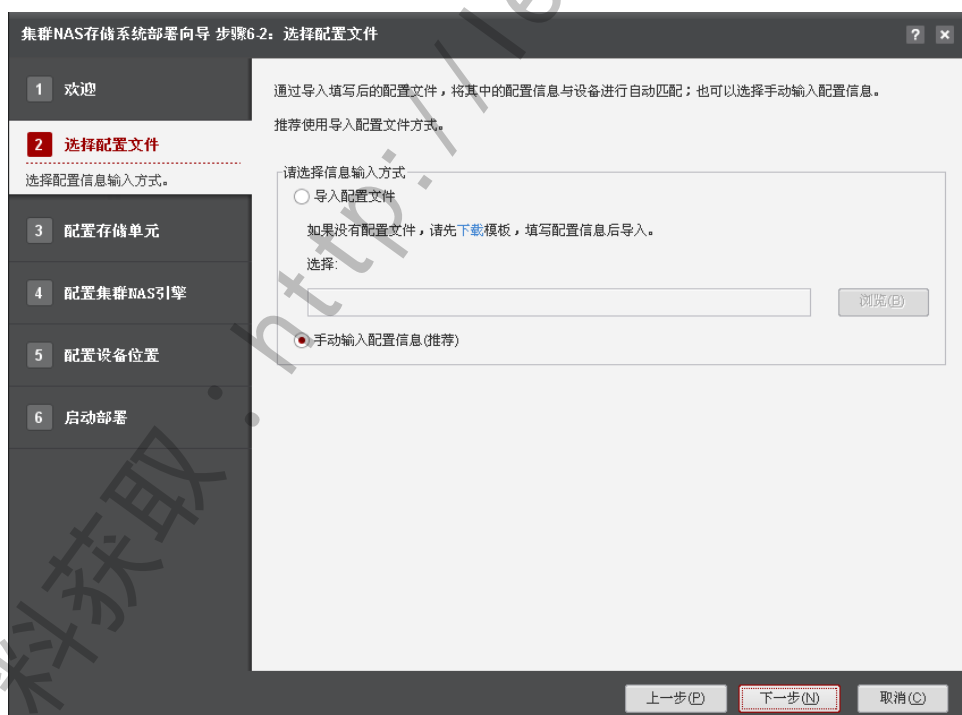 集群NAS存储系统部署向导 步骤6-2：选择配置文件
? ×
1 欢迎
2 选择配置文件
选择配置信息输入方式。
3 配置存储单元
4 配置集群NAS引擎
5 配置设备位置
6 启动部署
通过导入填写后的配置文件，将其中的配置信息与设备进行自动匹配；也可以选择手动输入配置信息。
推荐使用导入配置文件方式。
请选择信息输入方式
导入配置文件
如果没有配置文件，请先下载模板，填写配置信息后导入。
选择:
浏览(B)
手动输入配置信息(推荐)
上一步(P) 下一步(N) 取消(C)
料获取：http://le